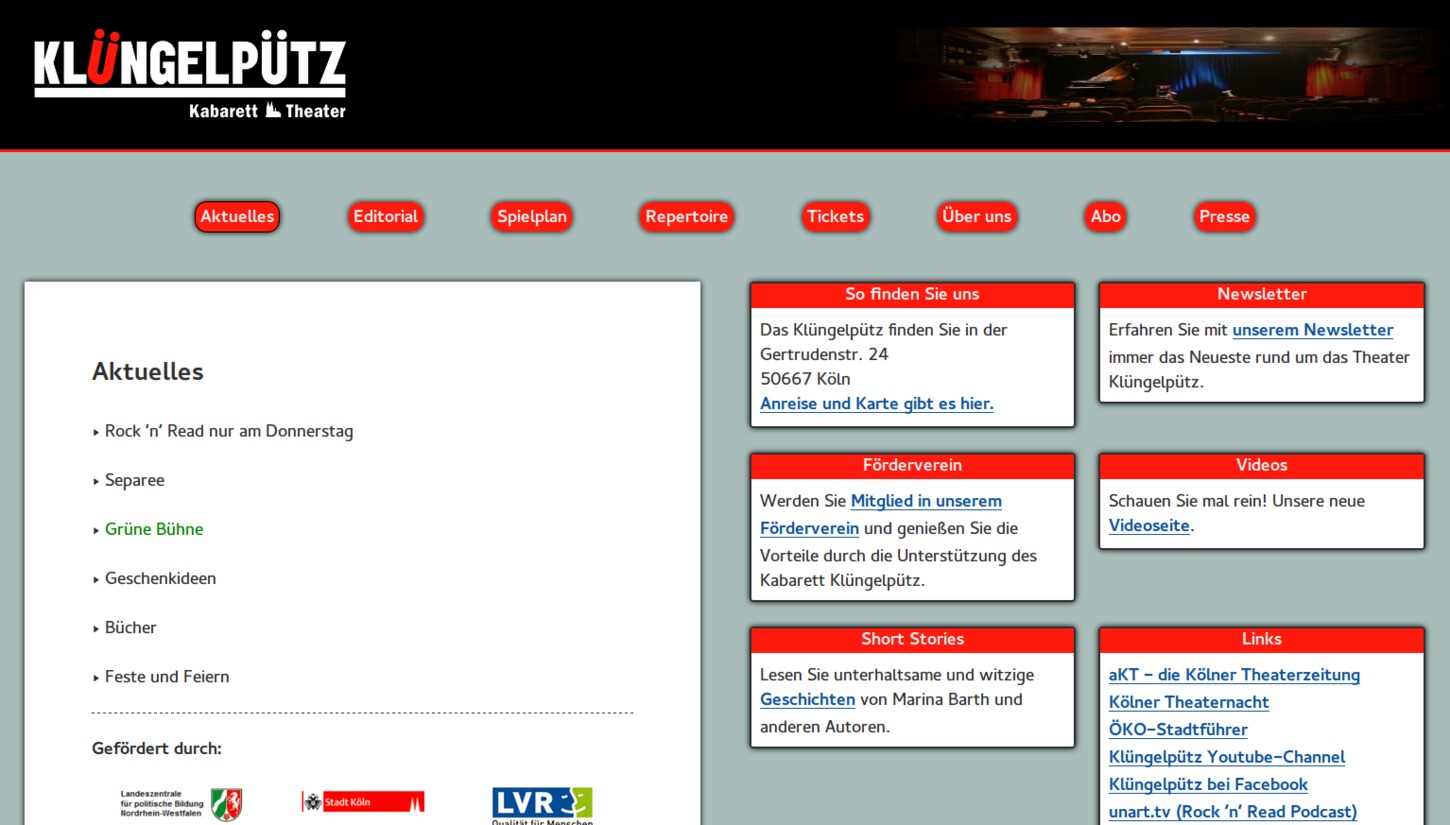 KLÜNGELPÜTZ
Kabarett Theater
Aktuelles
Editorial
Spielplan
Repertoire
Tickets
Über uns
Abo
Presse
Aktuelles
Rock ’n’ Read nur am Donnerstag
Separee
Grüne Bühne
Geschenkideen
Bücher
Feste und Feiern
Gefördert durch:
Landeszentrale
für politische Bildung
Nordrhein-Westfalen
Stadt Köln
LVR
Qualität für Menschen
So finden Sie uns
Das Klüngelpütz finden Sie in der
Gertrudenstr. 24
50667 Köln
Anreise und Karte gibt es hier.
Newsletter
Erfahren Sie mit unserem Newsletter
immer das Neueste rund um das Theater
Klüngelpütz.
Förderverein
Werden Sie Mitglied in unserem
Förderverein und genießen Sie die
Vorteile durch die Unterstützung des
Kabarett Klüngelpütz.
Videos
Schauen Sie mal rein! Unsere neue
Videoseite.
Short Stories
Lesen Sie unterhaltsame und witzige
Geschichten von Marina Barth und
anderen Autoren.
Links
aKT – die Kölner Theaterzeitung
Kölner Theaternacht
ÖKO-Stadtführer
Klüngelpütz Youtube-Channel
Klüngelpütz bei Facebook
unart.tv (Rock ’n’ Read Podcast)